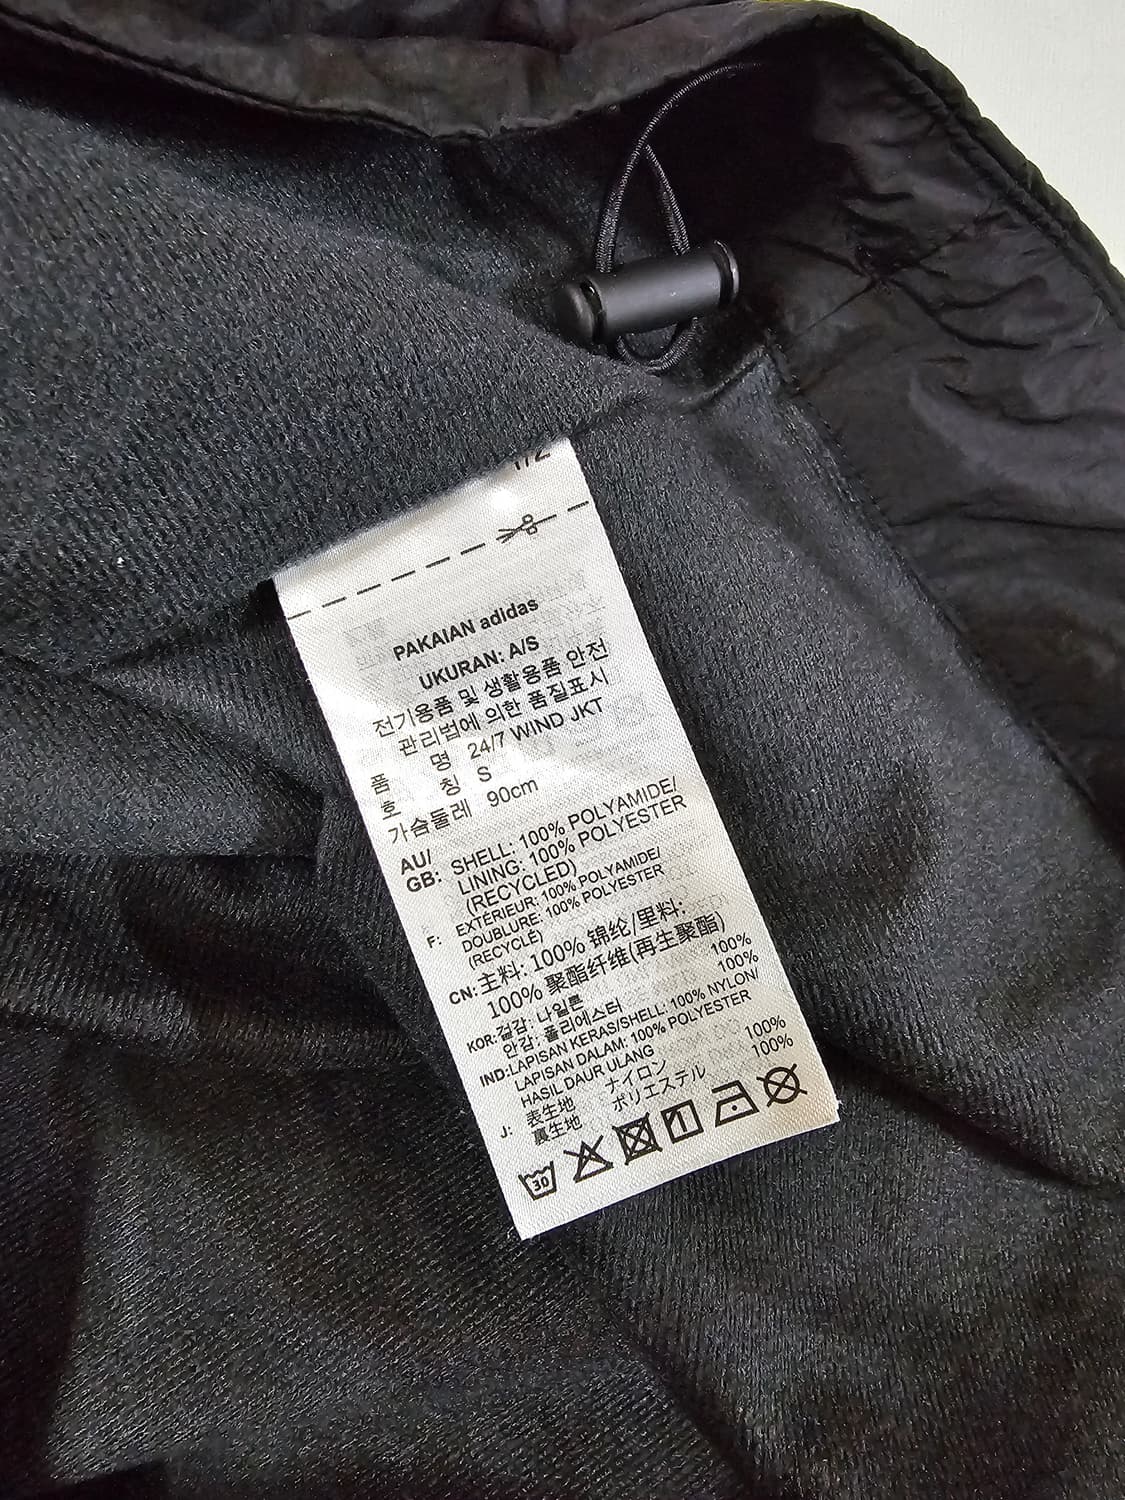 PAKAIAN adidas
UKURAN: A/S
전기용품 및 생활용품 안전
관리법에 의한 품질표시
품 명 24/7 WIND JKT
호 칭 S
가슴둘레 90cm
AU/
GB: SHELL: 100% POLYAMIDE/
LINING: 100% POLYESTER
(RECYCLED)
F: EXTÉRIEUR: 100% POLYAMIDE/
DOUBLURE: 100% POLYESTER
(RECYCLÉ)
CN: 主料: 100% 锦纶/里料:
100% 聚酯纤维(再生聚酯)
KOR: 겉감: 나일론 100%
안감: 폴리에스터 100%
IND: LAPISAN KERAS/SHELL: 100% NYLON/
LAPISAN DALAM: 100% POLYESTER
HASIL DAUR ULANG
J: 表生地 ナイロン 100%
裏生地 ポリエステル 100%
30